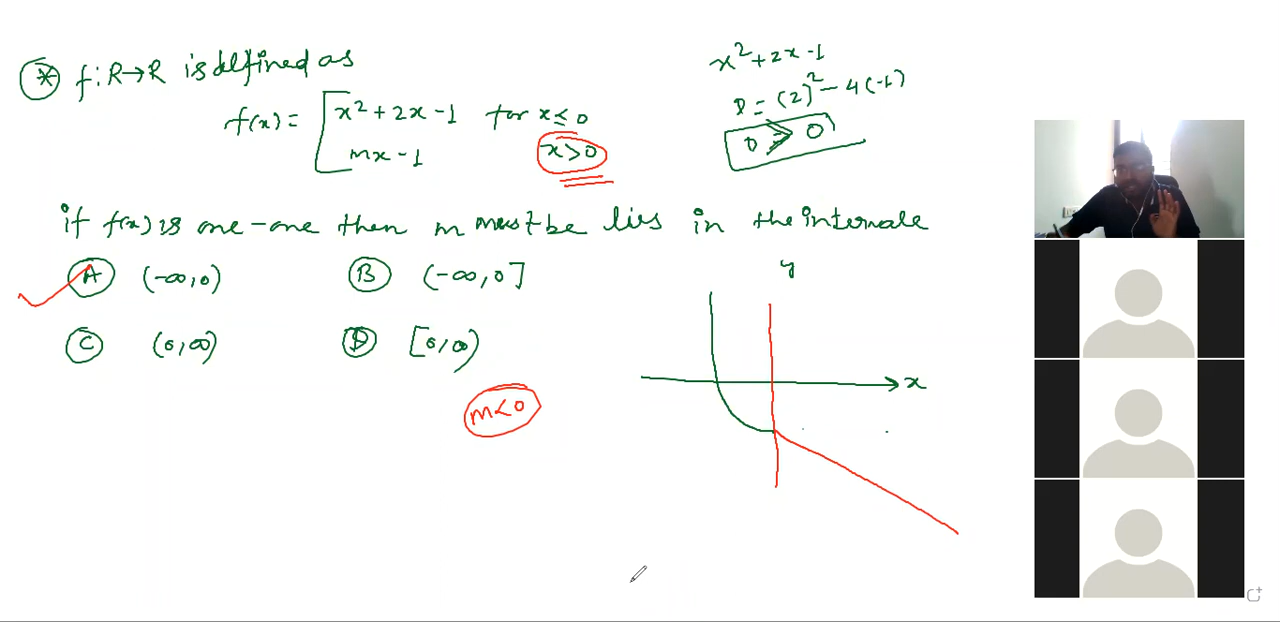 * f: R→R is defined as
f(x) = [ x² + 2x - 1 for x ≤ 0
mx - 1 x > 0
x² + 2x - 1
D = (2)² - 4(-1)
D > 0
if f(x) is one-one then m must be lies in the internale
A (-∞, 0) B (-∞, 0]
C (0, ∞) D [0, ∞)
m < 0
y
x